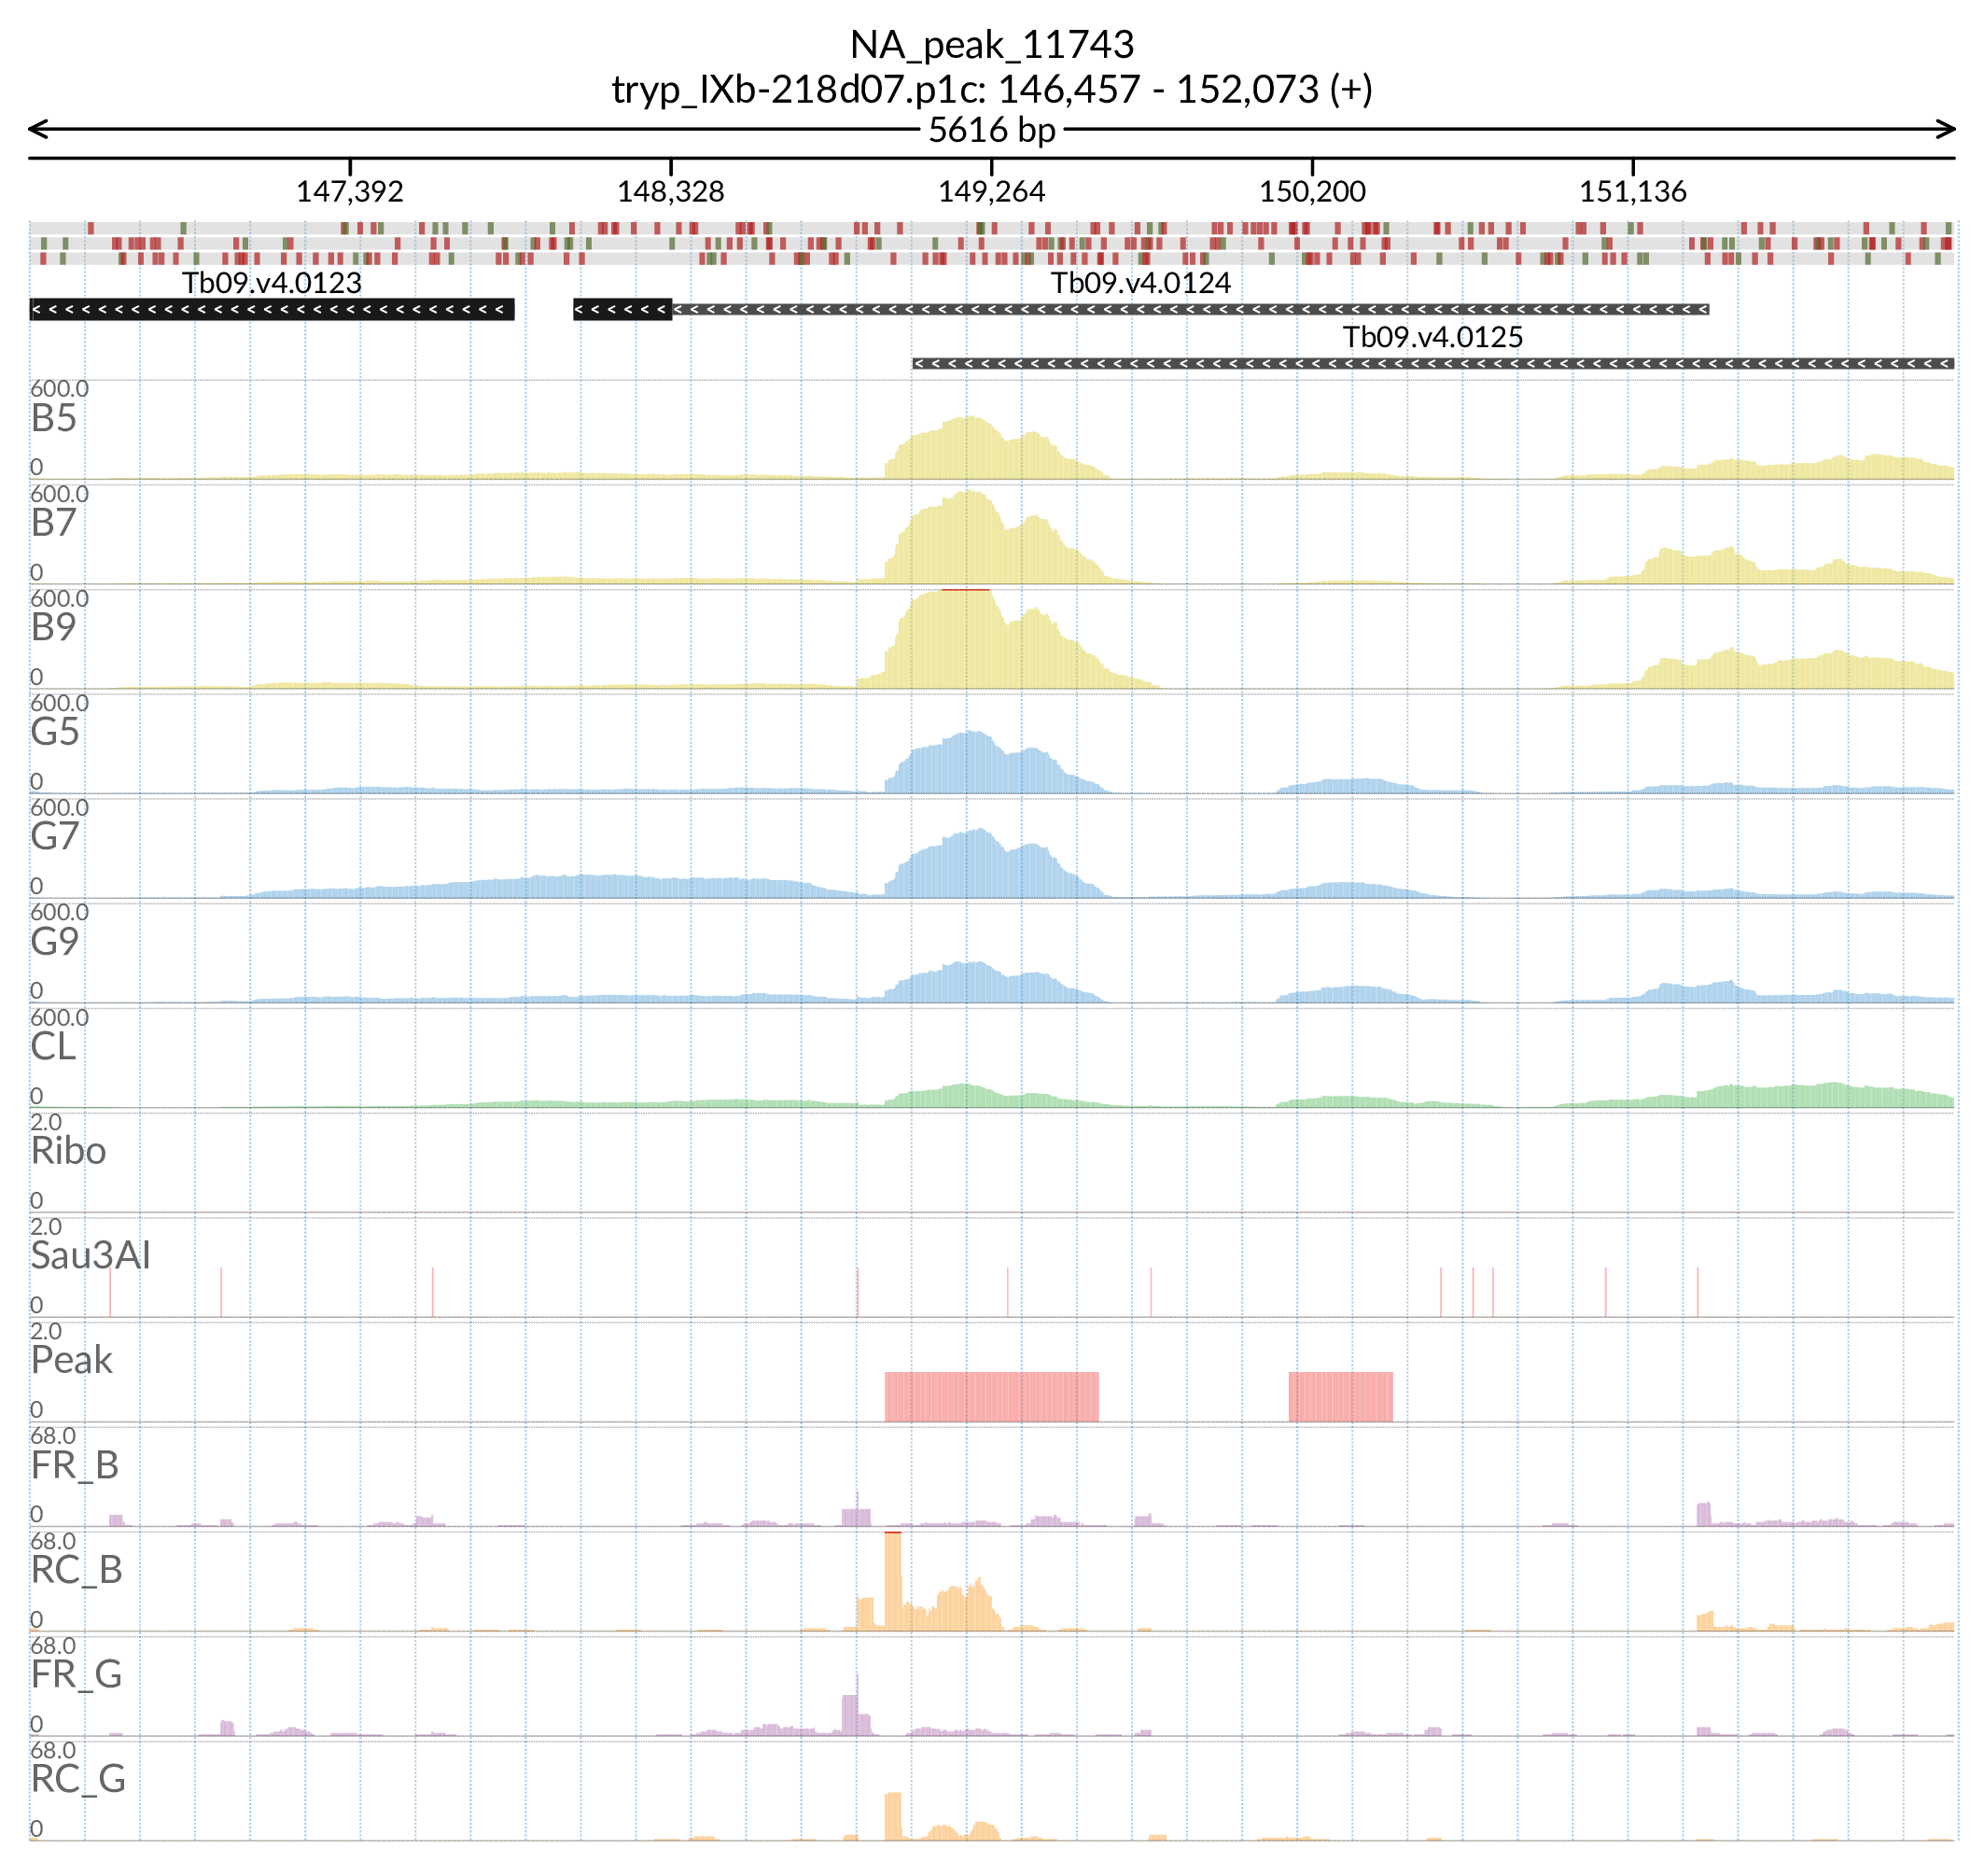 NA_peak_11743
tryp_IXb-218d07.p1c: 146,457 - 152,073 (+)
5616 bp
147,392 148,328 149,264 150,200 151,136
Tb09.v4.0123 Tb09.v4.0124
Tb09.v4.0125
600.0
B5
0
600.0
B7
0
600.0
B9
0
600.0
G5
0
600.0
G7
0
600.0
G9
0
600.0
CL
0
2.0
Ribo
0
2.0
Sau3AI
0
2.0
Peak
0
68.0
FR_B
0
68.0
RC_B
0
68.0
FR_G
0
68.0
RC_G
0